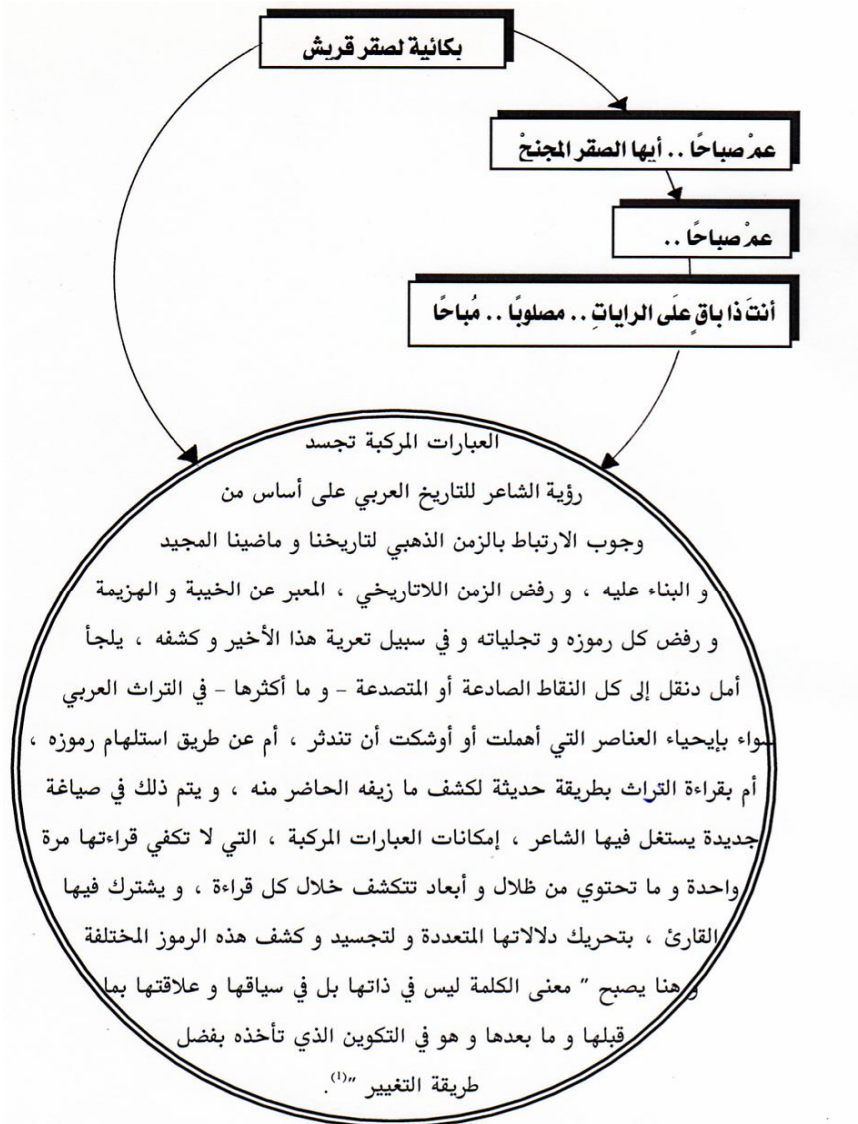 بكائية لصقر قريش
عمْ صباحًا .. أيها الصقر المجنحْ
عمْ صباحًا ..
أنتَ ذا باقٍ علَى الراياتِ .. مصلوبًا .. مُباحًا
العبارات المركبة تجسد
رؤية الشاعر للتاريخ العربي على أساس من
وجوب الارتباط بالزمن الذهبي لتاريخنا و ماضينا المجيد
و البناء عليه ، و رفض الزمن اللاتاريخي ، المعبر عن الخيبة و الهزيمة
و رفض كل رموزه و تجلياته و في سبيل تعرية هذا الأخير و كشفه ، يلجأ
أمل دنقل إلى كل النقاط الصادعة أو المتصدعة – و ما أكثرها – في التراث العربي
سواء بإيحياء العناصر التي أهملت أو أوشكت أن تندثر ، أم عن طريق استلهام رموزه ،
أم بقراءة التراث بطريقة حديثة لكشف ما زيفه الحاضر منه ، و يتم ذلك في صياغة
جديدة يستغل فيها الشاعر ، إمكانات العبارات المركبة ، التي لا تكفي قراءتها مرة
واحدة و ما تحتوي من ظلال و أبعاد تتكشف خلال كل قراءة ، و يشترك فيها
القارئ ، بتحريك دلالاتها المتعددة و لتجسيد و كشف هذه الرموز المختلفة
و هنا يصبح " معنى الكلمة ليس في ذاتها بل في سياقها و علاقتها بما
قبلها و ما بعدها و هو في التكوين الذي تأخذه بفضل
طريقة التغيير "(1).